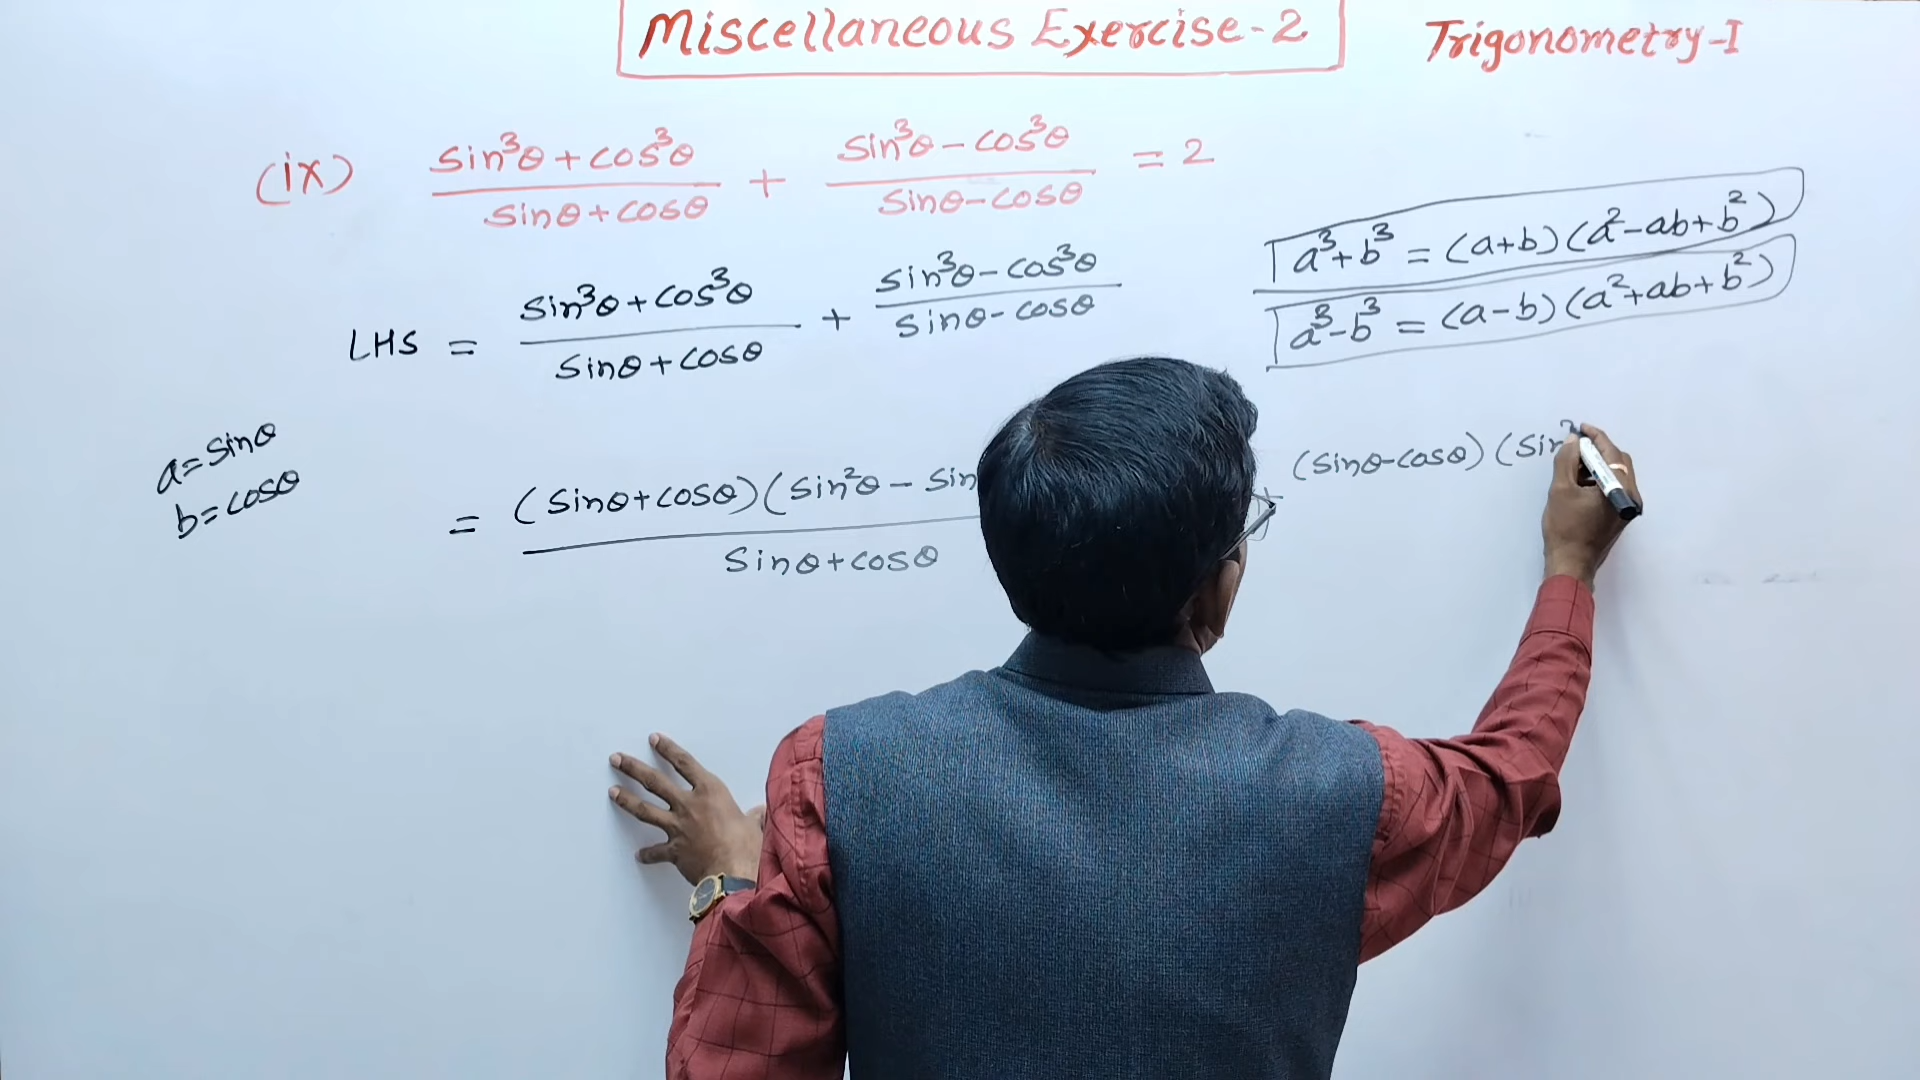 Miscellaneous Exercise-2
Trigonometry-I
(ix) sin³θ+cos³θ / sinθ+cosθ + sin³θ-cos³θ / sinθ-cosθ = 2
a³+b³ = (a+b)(a²-ab+b²)
a³-b³ = (a-b)(a²+ab+b²)
LHS = sin³θ+cos³θ / sinθ+cosθ + sin³θ-cos³θ / sinθ-cosθ
a=sinθ
b=cosθ
= (sinθ+cosθ)(sin²θ - sin / sinθ+cosθ + (sinθ-cosθ)(sin²